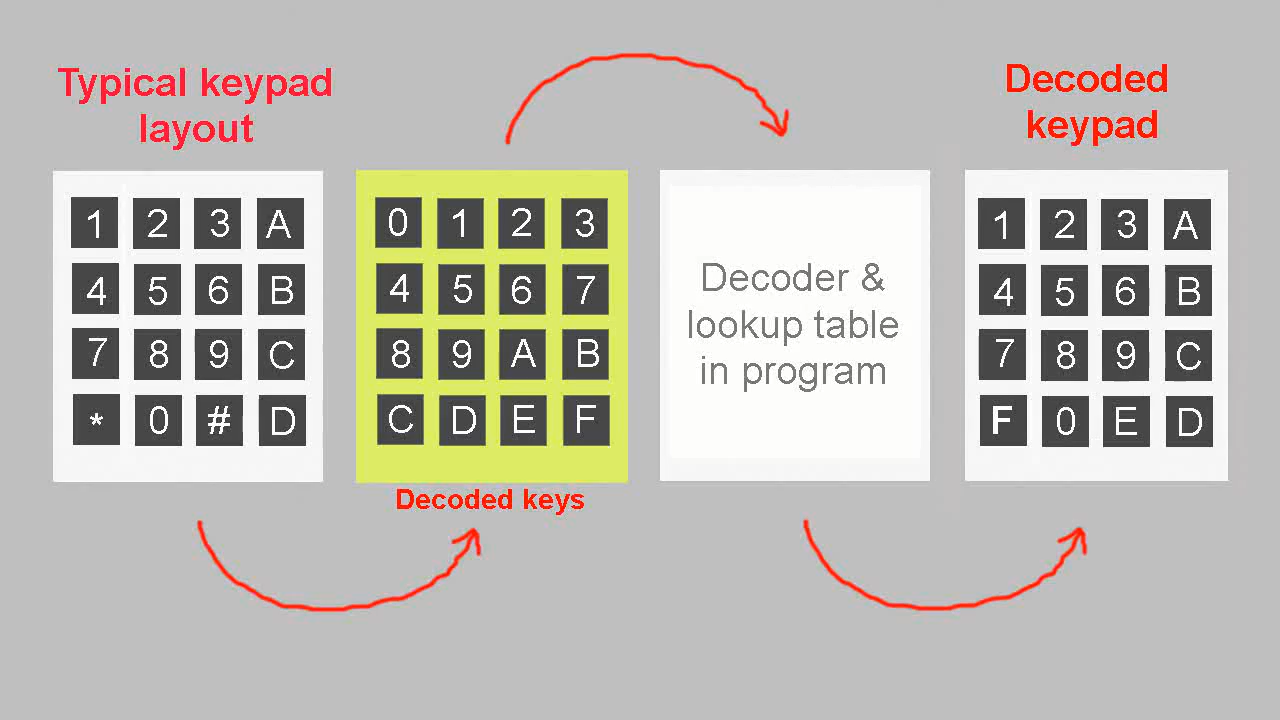 Typical keypad
layout
Decoded
keypad
1 2 3 A
4 5 6 B
7 8 9 C
* 0 # D
0 1 2 3
4 5 6 7
8 9 A B
C D E F
Decoded keys
Decoder &
lookup table
in program
1 2 3 A
4 5 6 B
7 8 9 C
F 0 E D